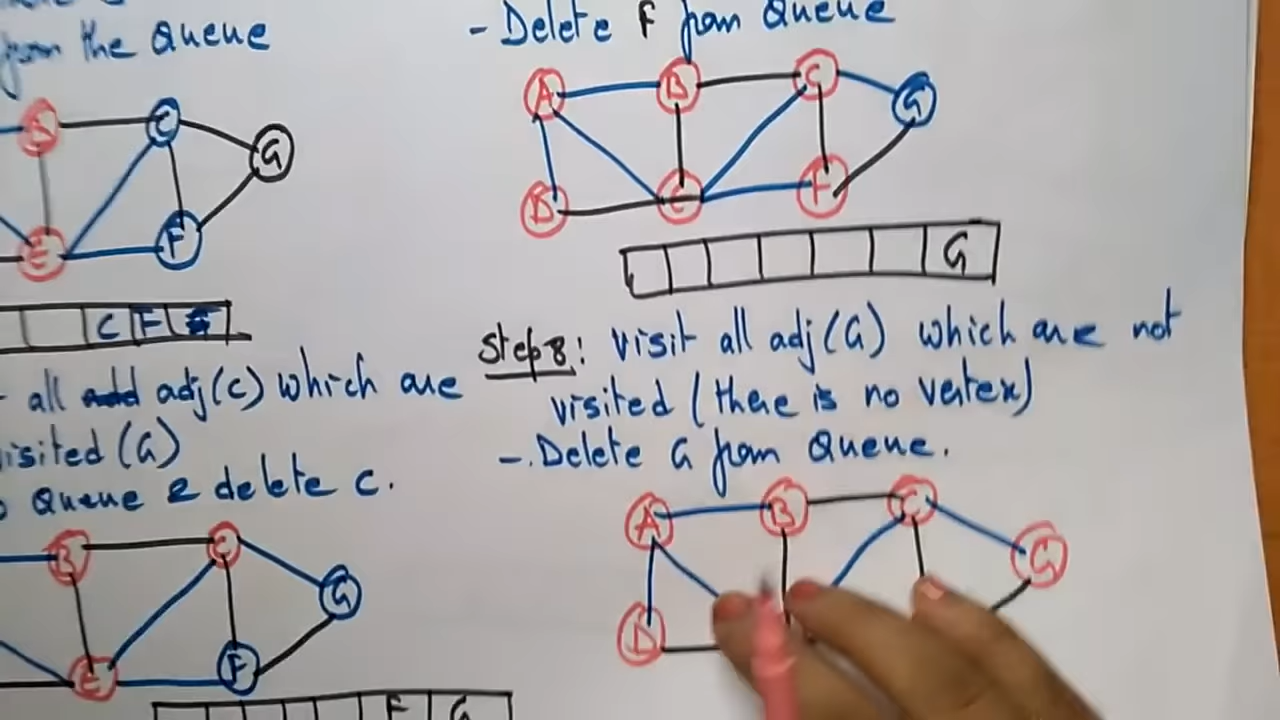 from the Queue
B C G
E F
C F
- all adj(C) which are
visited (G)
Queue & delete C.
B C G
E F
F G
- Delete F from Queue
A B C G
D C F
G
Step 8: visit all adj(G) which are not
visited (there is no vertex)
-. Delete G from Queue.
A B C G
D